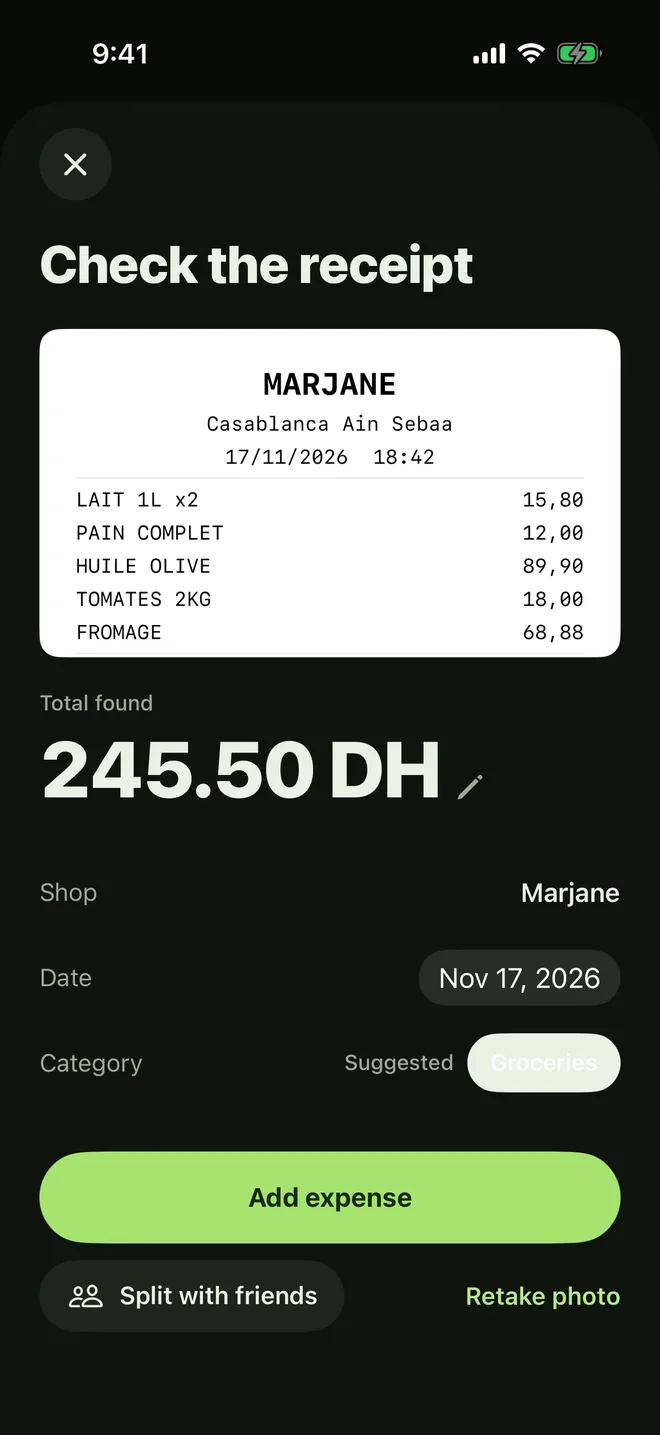 9:41
Check the receipt
MARJANE
Casablanca Ain Sebaa
17/11/2026 18:42
LAIT 1L x2 15,80
PAIN COMPLET 12,00
HUILE OLIVE 89,90
TOMATES 2KG 18,00
FROMAGE 68,88
Total found
245.50 DH
Shop Marjane
Date Nov 17, 2026
Category Suggested Groceries
Add expense
Split with friends Retake photo